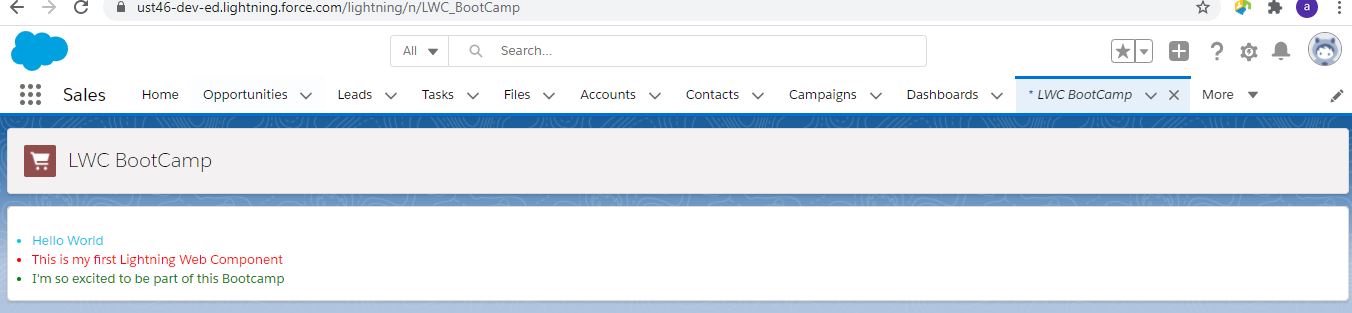 ust46-dev-ed.lightning.force.com/lightning/n/LWC_BootCamp a
All Search...
Sales Home Opportunities Leads Tasks Files Accounts Contacts Campaigns Dashboards * LWC BootCamp More
LWC BootCamp
Hello World
This is my first Lightning Web Component
I'm so excited to be part of this Bootcamp